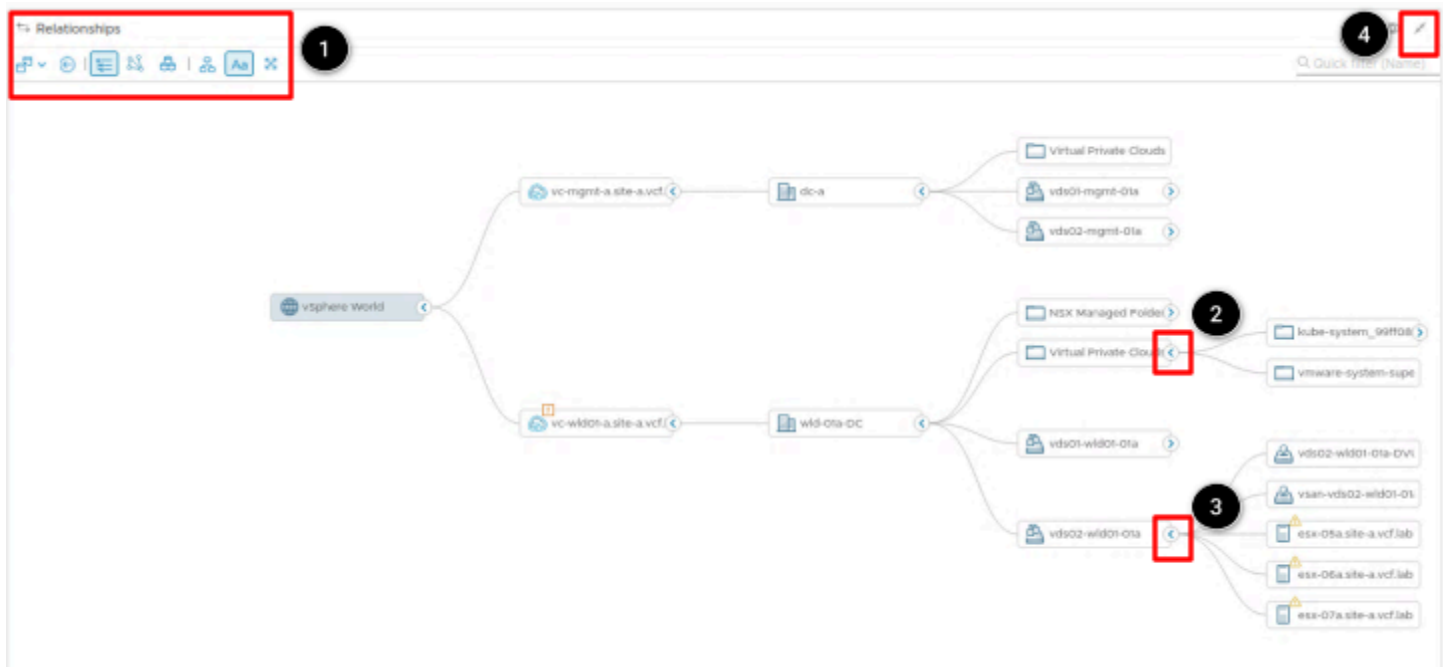 Relationships
1
4
Aa
Quick filter (Name)
Virtual Private Clouds
vc-mgmt-a.site-a.vcf.
dc-a
vds01-mgmt-01a
vds02-mgmt-01a
vSphere World
NSX Managed Folder
2
kube-system_99ff08
Virtual Private Clou
vmware-system-supe
vc-wld01-a.site-a.vcf.
wld-01a-DC
vds01-wld01-01a
vds02-wld01-01a-DV
vsan-vds02-wld01-01
3
vds02-wld01-01a
esx-05a.site-a.vcf.lab
esx-06a.site-a.vcf.lab
esx-07a.site-a.vcf.lab